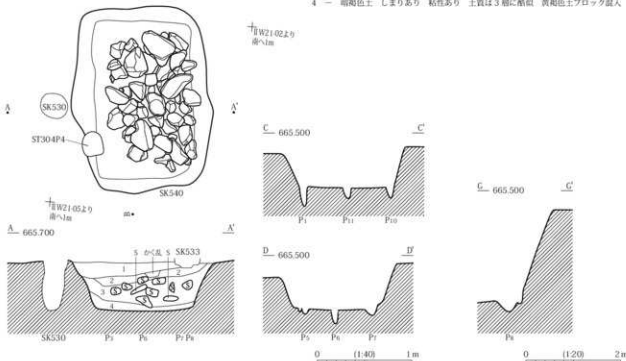 4 － 暗褐色土 しまりあり 粘性あり 土質は3層に酷似 黄褐色土ブロック混入
ⅡW21-02より
南へ1m
A
A'
SK530
ST304P4
SK540
ⅡW21-05より
南へ1m
A 665.700 A'
S かく乱 S SK533
1 2
2
3
4
SK530 P3 P6 P7 P8
C 665.500 C'
P1 P11 P10
D 665.500 D'
P5 P6 P7
G 665.500 G'
P8
0 (1:40) 1m
0 (1:20) 2m